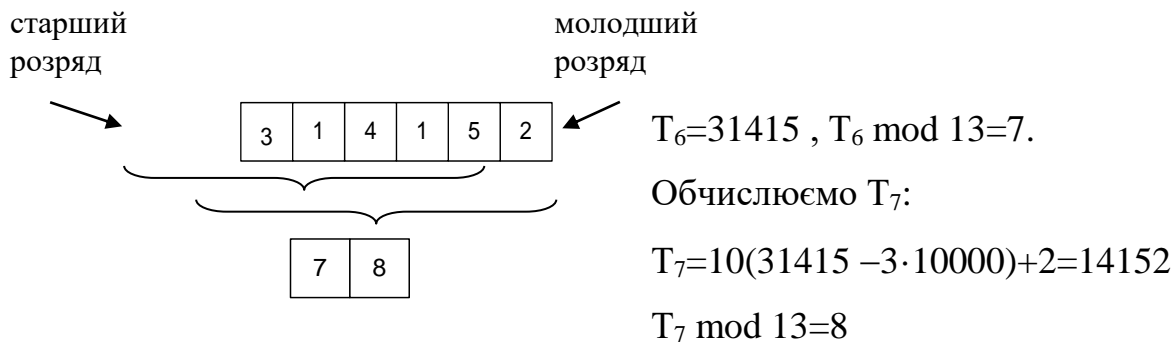 старший
розряд
молодший
розряд
3 1 4 1 5 2
7 8
T₆=31415 , T₆ mod 13=7.
Обчислюємо T₇:
T₇=10(31415 −3·10000)+2=14152
T₇ mod 13=8